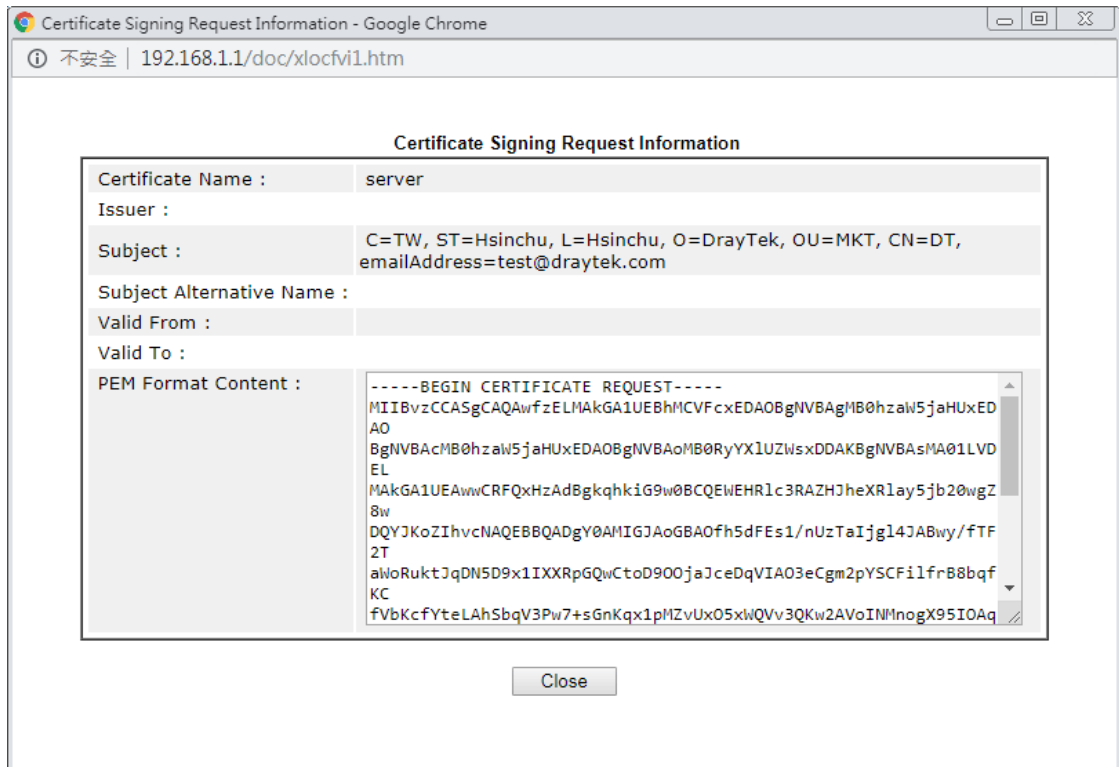 Certificate Signing Request Information - Google Chrome
不安全 | 192.168.1.1/doc/xlocfvi1.htm
Certificate Signing Request Information
Certificate Name : server
Issuer :
Subject : C=TW, ST=Hsinchu, L=Hsinchu, O=DrayTek, OU=MKT, CN=DT,
emailAddress=test@draytek.com
Subject Alternative Name :
Valid From :
Valid To :
PEM Format Content : -----BEGIN CERTIFICATE REQUEST-----
MIIBvzCCASgCAQAwfzELMAkGA1UEBhMCVFcxEDAOBgNVBAgMB0hzaW5jaHUxED
AO
BgNVBAcMB0hzaW5jaHUxEDAOBgNVBAoMB0RyYXlUZWsxDDAKBgNVBAsMA01LVD
EL
MAkGA1UEAwwCRFQxHzAdBgkqhkiG9w0BCQEWEHRlc3RAZHJheXRlay5jb20wgZ
8w
DQYJKoZIhvcNAQEBBQADgY0AMIGJAoGBAOfh5dFEs1/nUzTaIjgl4JABwy/fTF
2T
aWoRuktJqDN5D9x1IXXRpGQwCtoD9OOjaJceDqVIAO3eCgm2pYSCFilfrB8bqf
KC
fVbKcfYteLAhSbqV3Pw7+sGnKqx1pMZvUxO5xWQVv3QKw2AVoINMnogX95IOAq
Close